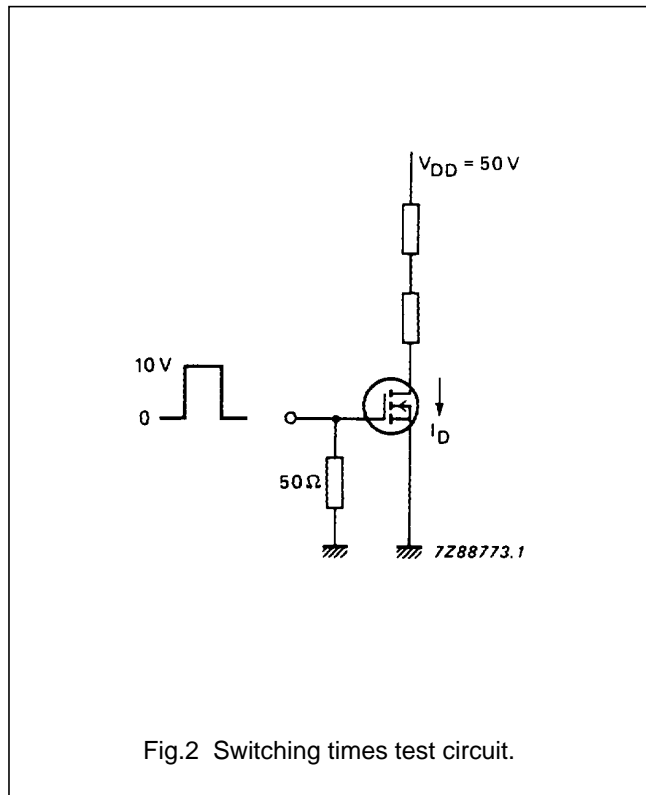 V_DD = 50 V
10 V
0
I_D
50 Ω
7Z88773.1
Fig.2 Switching times test circuit.